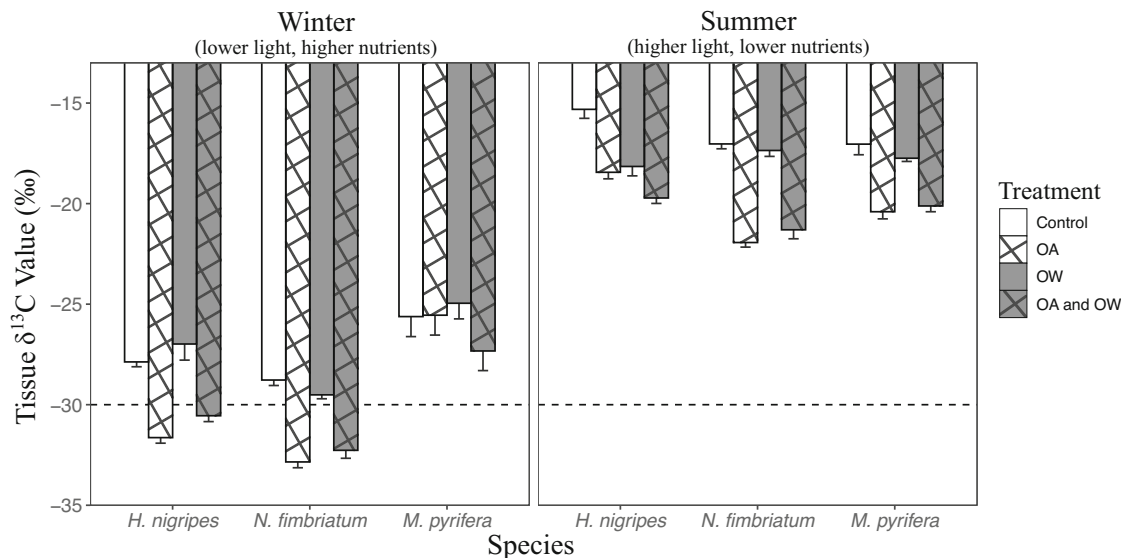 Winter
(lower light, higher nutrients)
Summer
(higher light, lower nutrients)
Tissue δ¹³C Value (‰)
−15
−20
−25
−30
−35
H. nigripes
N. fimbriatum
M. pyrifera
H. nigripes
N. fimbriatum
M. pyrifera
Species
Treatment
Control
OA
OW
OA and OW